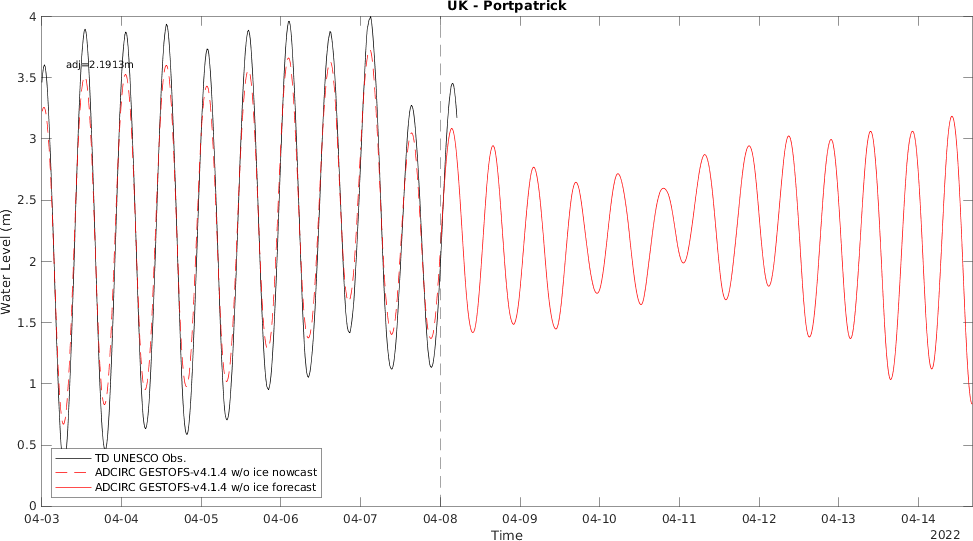 UK - Portpatrick
4
3.5
3
2.5
2
1.5
1
0.5
0
Water Level (m)
adj=2.1913m
TD UNESCO Obs.
ADCIRC GESTOFS-v4.1.4 w/o ice nowcast
ADCIRC GESTOFS-v4.1.4 w/o ice forecast
04-03 04-04 04-05 04-06 04-07 04-08 04-09 04-10 04-11 04-12 04-13 04-14
Time
2022